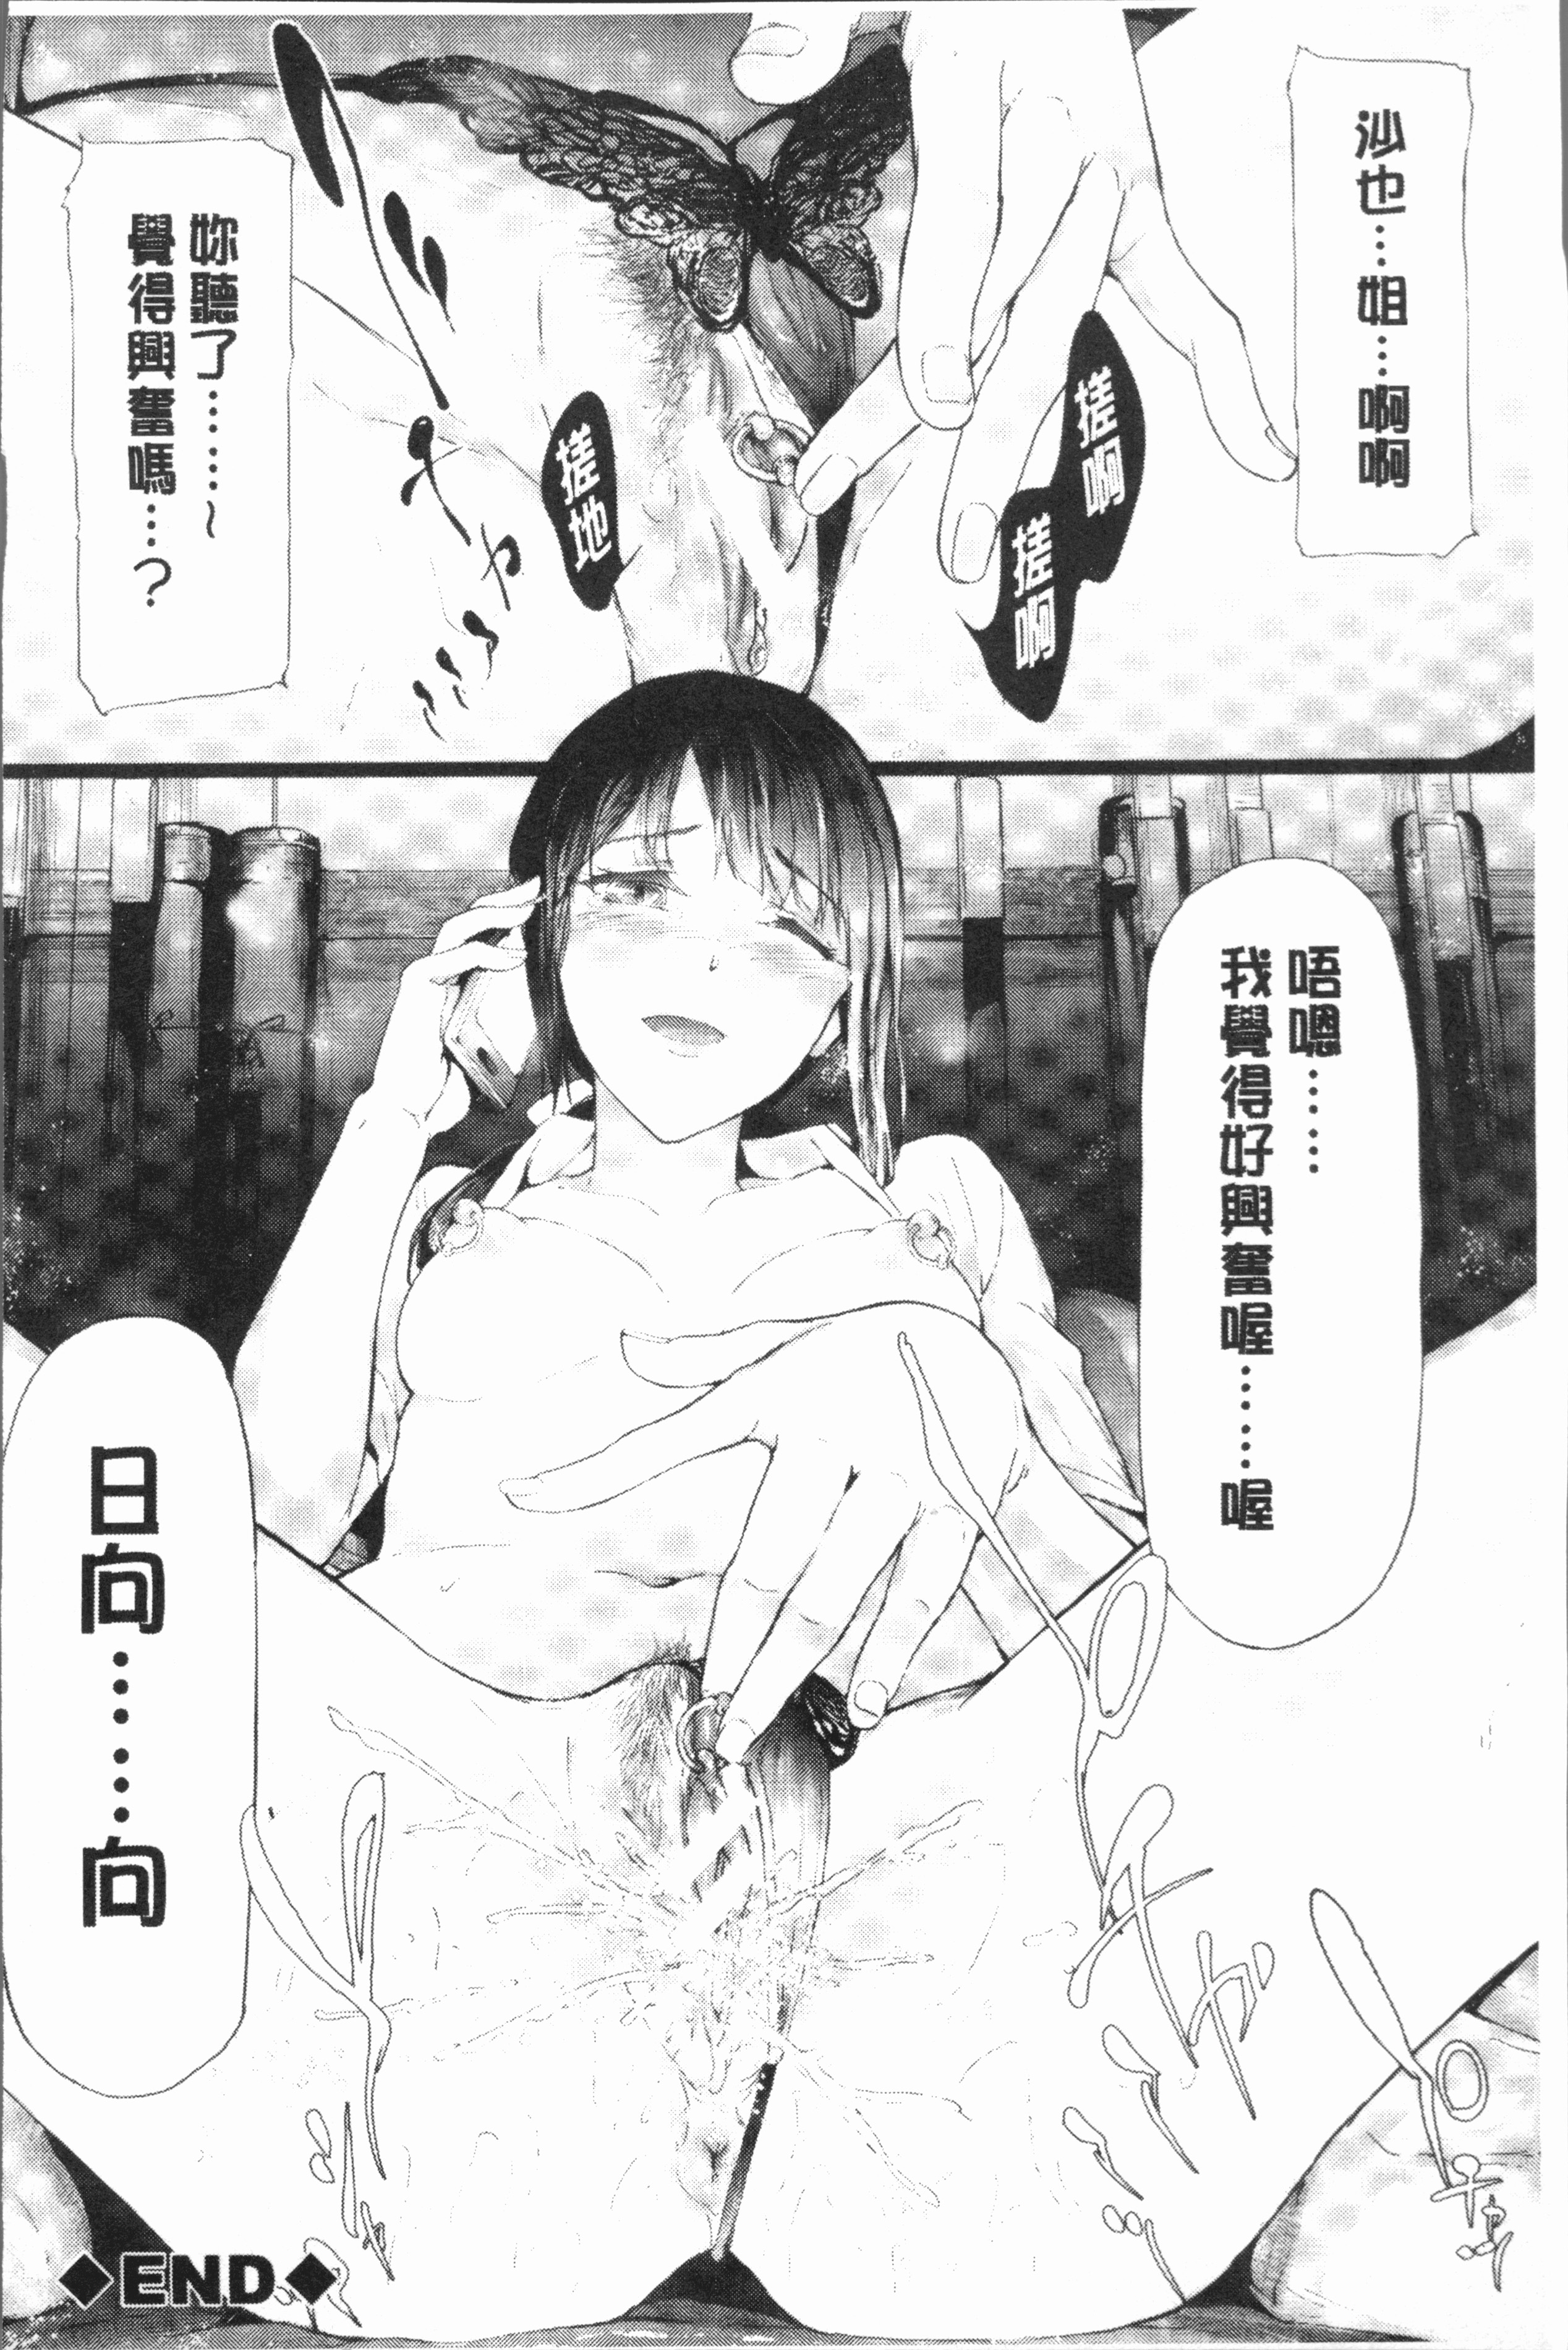 沙也…姐…啊啊
搓啊
搓啊
搓地
妳聽了……～
覺得興奮嗎…？
唔嗯……
我覺得好興奮喔……喔
日向……向
◆END◆